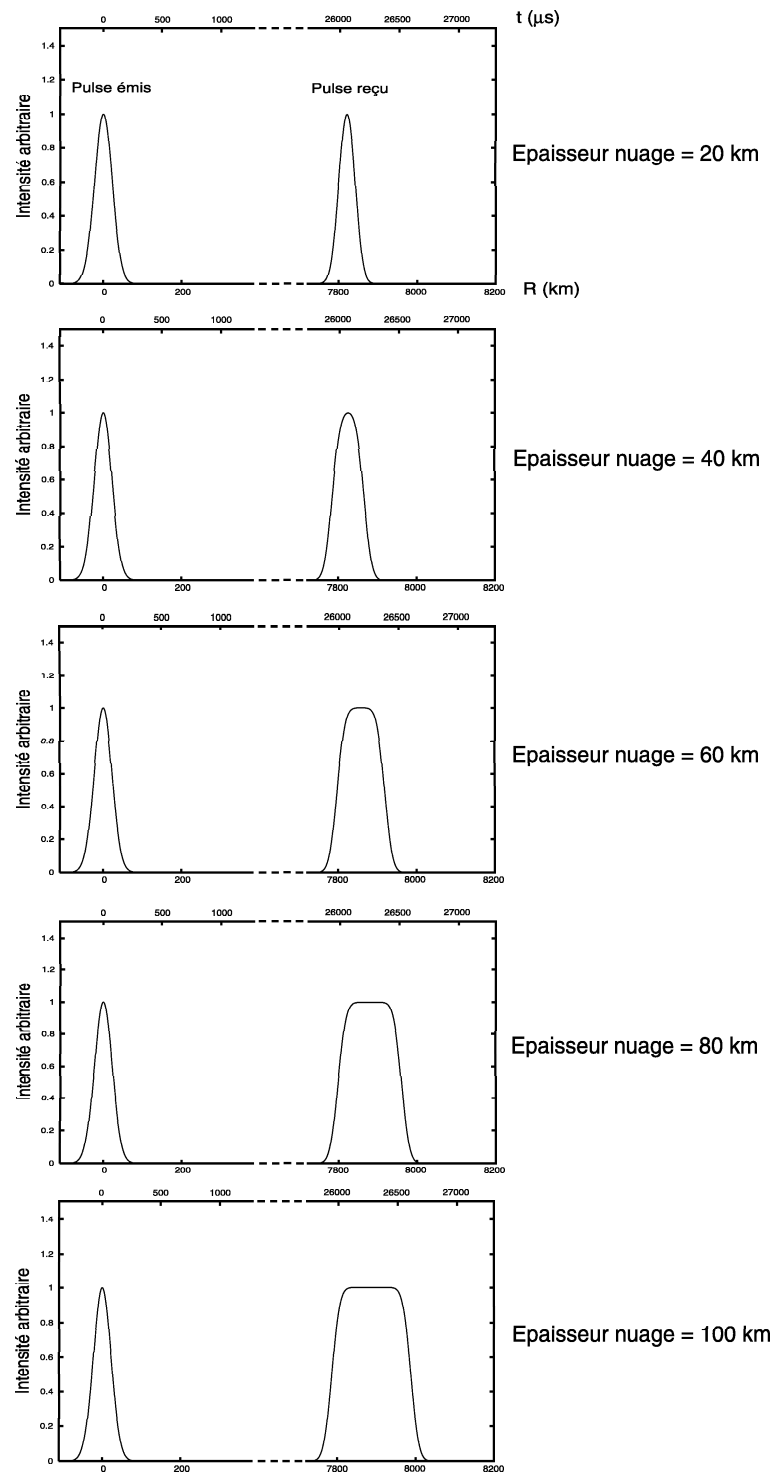 0 500 1000 26000 26500 27000 t (μs)
1.4
1.2
1
0.8
0.6
0.4
0.2
0
Intensité arbitraire
Pulse émis
Pulse reçu
Epaisseur nuage = 20 km
0 200 7800 8000 8200 R (km)
0 500 1000 26000 26500 27000
1.4
1.2
1
0.8
0.6
0.4
0.2
0
Intensité arbitraire
Epaisseur nuage = 40 km
0 200 7800 8000 8200
0 500 1000 26000 26500 27000
1.4
1.2
1
0.8
0.6
0.4
0.2
0
Intensité arbitraire
Epaisseur nuage = 60 km
0 200 7800 8000 8200
0 500 1000 26000 26500 27000
1.4
1.2
1
0.8
0.6
0.4
0.2
0
Intensité arbitraire
Epaisseur nuage = 80 km
0 200 7800 8000 8200
0 500 1000 26000 26500 27000
1.4
1.2
1
0.8
0.6
0.4
0.2
0
Intensité arbitraire
Epaisseur nuage = 100 km
0 200 7800 8000 8200